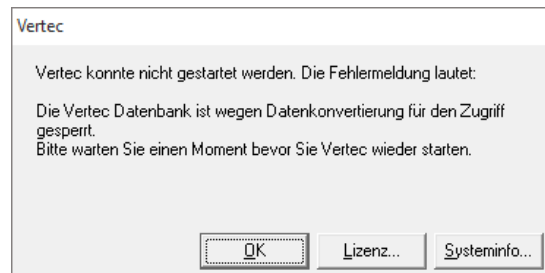 Vertec
Vertec konnte nicht gestartet werden. Die Fehlermeldung lautet:
Die Vertec Datenbank ist wegen Datenkonvertierung für den Zugriff
gesperrt.
Bitte warten Sie einen Moment bevor Sie Vertec wieder starten.
OK Lizenz... Systeminfo...